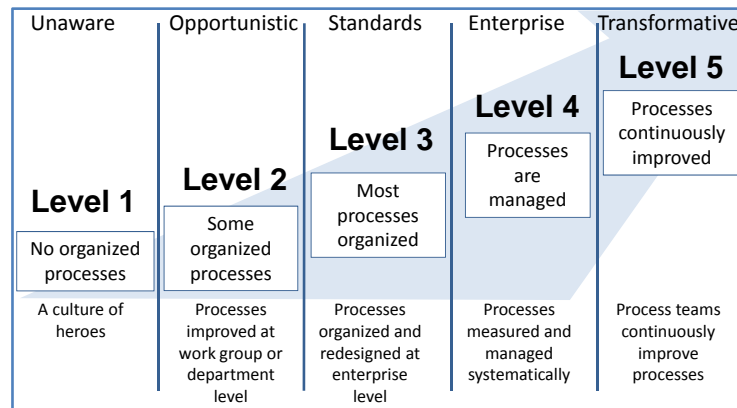 Unaware
Opportunistic
Standards
Enterprise
Transformative
Level 1
Level 2
Level 3
Level 4
Level 5
No organized
processes
Some
organized
processes
Most
processes
organized
Processes
are
managed
Processes
continuously
improved
A culture of
heroes
Processes
improved at
work group or
department
level
Processes
organized and
redesigned at
enterprise level
Processes
measured and
managed
systematically
Process teams
continuously
improve
processes